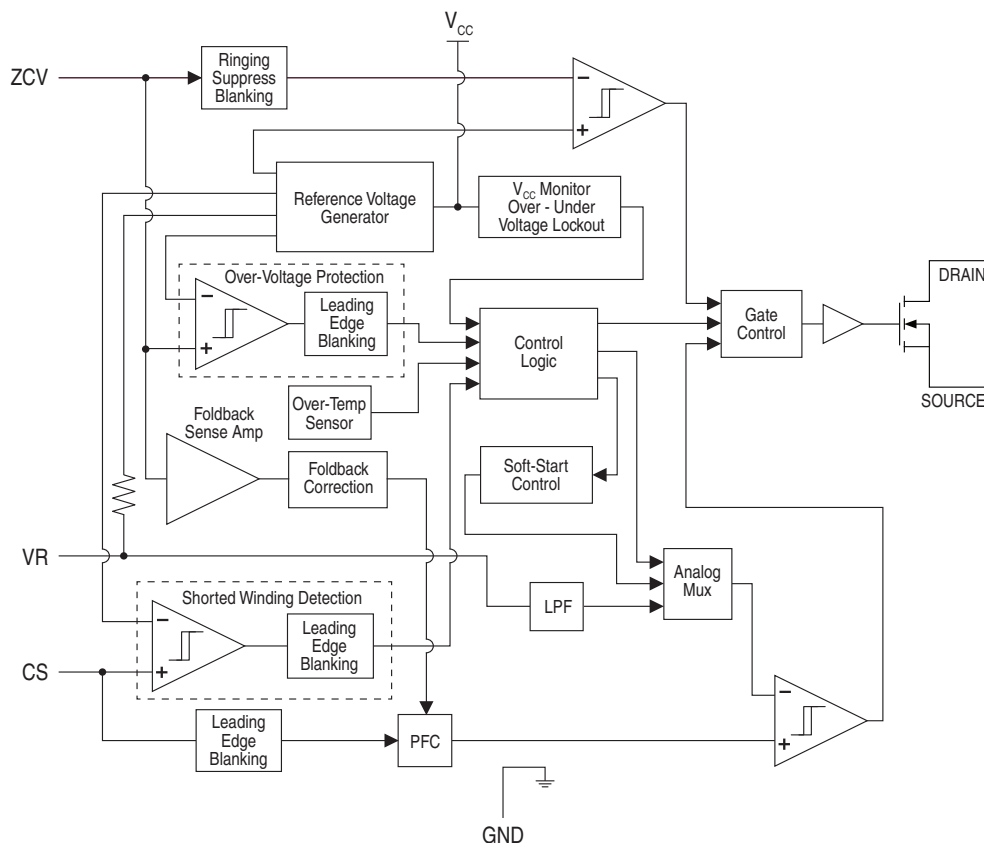 V_CC
ZCV
Ringing
Suppress
Blanking
−
+
Reference Voltage
Generator
V_CC Monitor
Over - Under
Voltage Lockout
Over-Voltage Protection
−
+
Leading
Edge
Blanking
Control
Logic
Gate
Control
DRAIN
SOURCE
Over-Temp
Sensor
Foldback
Sense Amp
Foldback
Correction
Soft-Start
Control
VR
Analog
Mux
LPF
Shorted Winding Detection
−
+
Leading
Edge
Blanking
CS
Leading
Edge
Blanking
PFC
−
+
GND